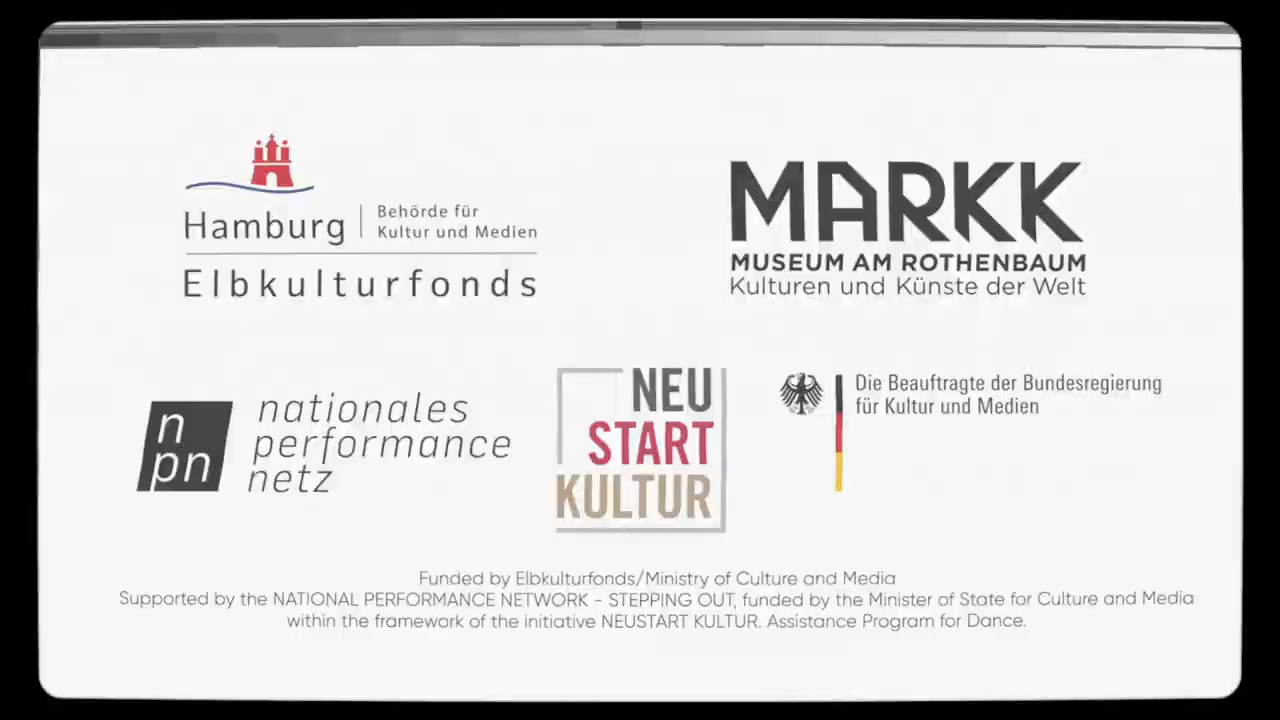 Hamburg
Behörde für
Kultur und Medien
Elbkulturfonds
MARKK
MUSEUM AM ROTHENBAUM
Kulturen und Künste der Welt
n
pn
nationales
performance
netz
NEU
START
KULTUR
Die Beauftragte der Bundesregierung
für Kultur und Medien
Funded by Elbkulturfonds/Ministry of Culture and Media
Supported by the NATIONAL PERFORMANCE NETWORK - STEPPING OUT, funded by the Minister of State for Culture and Media
within the framework of the initiative NEUSTART KULTUR. Assistance Program for Dance.